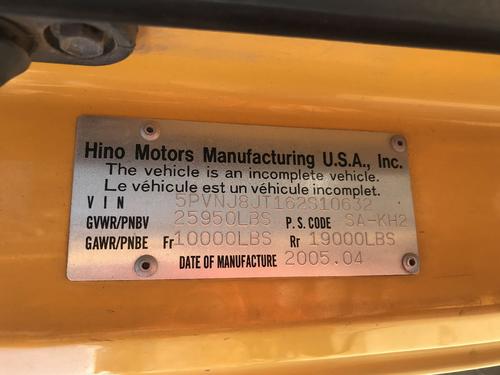 Hino Motors Manufacturing U.S.A., Inc.
The vehicle is an incomplete vehicle.
Le véhicule est un véhicule incomplet.
VIN 5PVNJ8JT162S10632
GVWR/PNBV 25950LBS P.S. CODE SA-KH2
GAWR/PNBE Fr 10000LBS Rr 19000LBS
DATE OF MANUFACTURE 2005.04